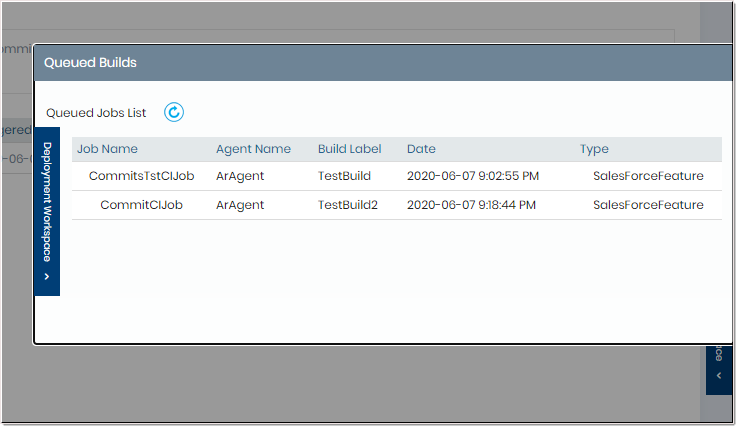 ommi
Queued Builds
Queued Jobs List
gered
Job Name Agent Name Build Label Date Type
-06-0
CommitsTstCIJob ArAgent TestBuild 2020-06-07 9:02:55 PM SalesForceFeature
CommitCIJob ArAgent TestBuild2 2020-06-07 9:18:44 PM SalesForceFeature
Deployment Workspace
ace